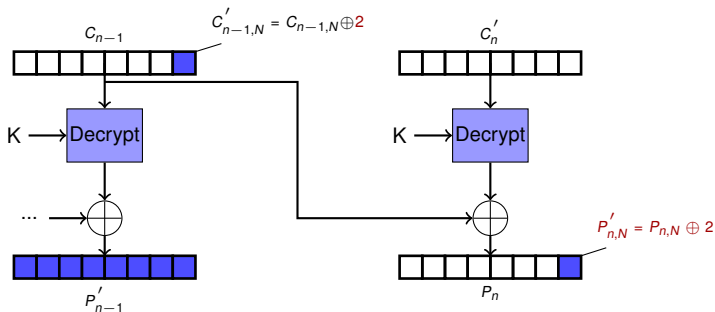 C'_{n−1,N} = C_{n−1,N}⊕2
C_{n−1}
C'_n
K
Decrypt
K
Decrypt
...
P'_{n,N} = P_{n,N} ⊕ 2
P'_{n−1}
P_n